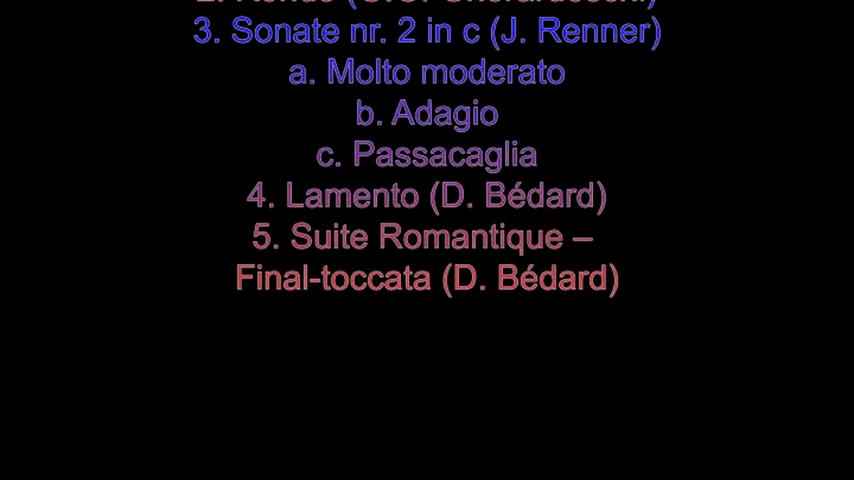 3. Sonate nr. 2 in c (J. Renner)
a. Molto moderato
b. Adagio
c. Passacaglia
4. Lamento (D. Bédard)
5. Suite Romantique –
Final-toccata (D. Bédard)